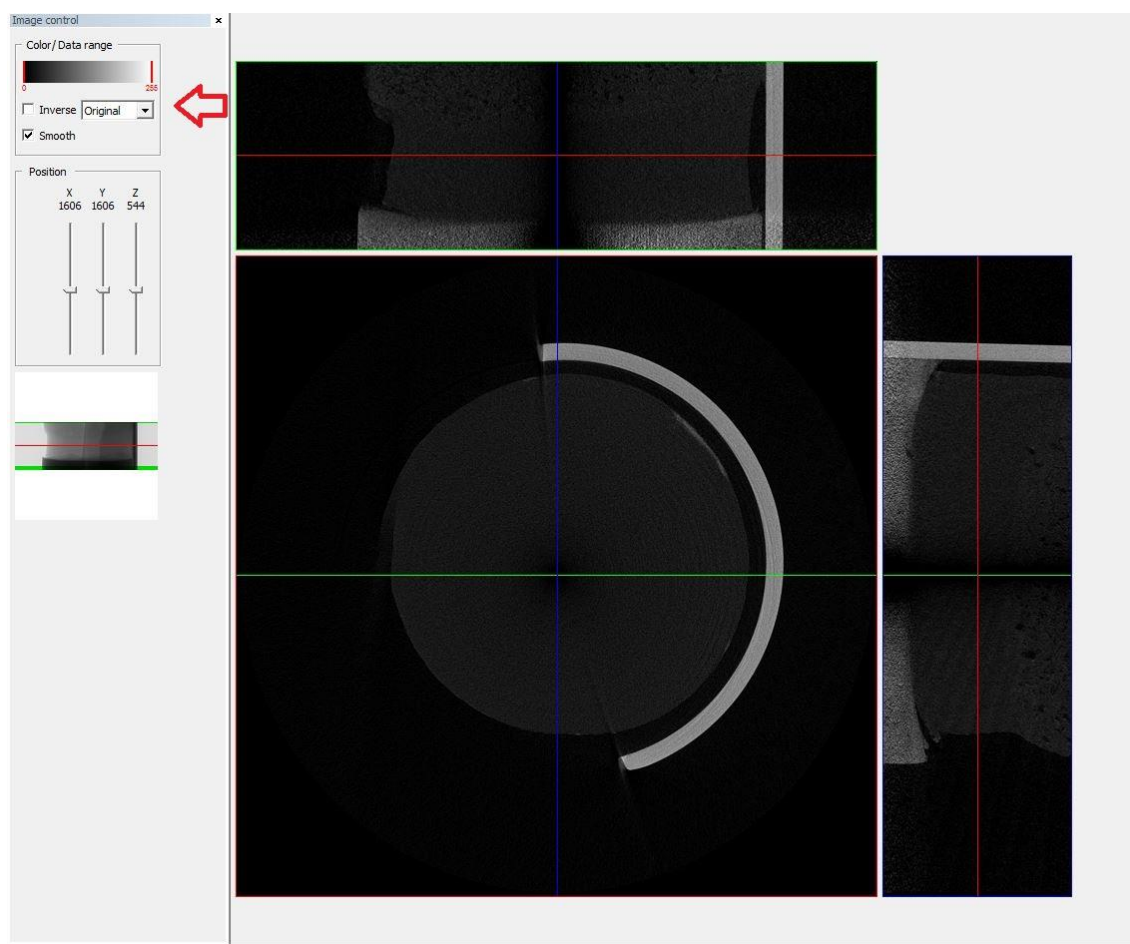 Image control
Color/Data range
0 255
Inverse Original
Smooth
Position
X Y Z
1606 1606 544